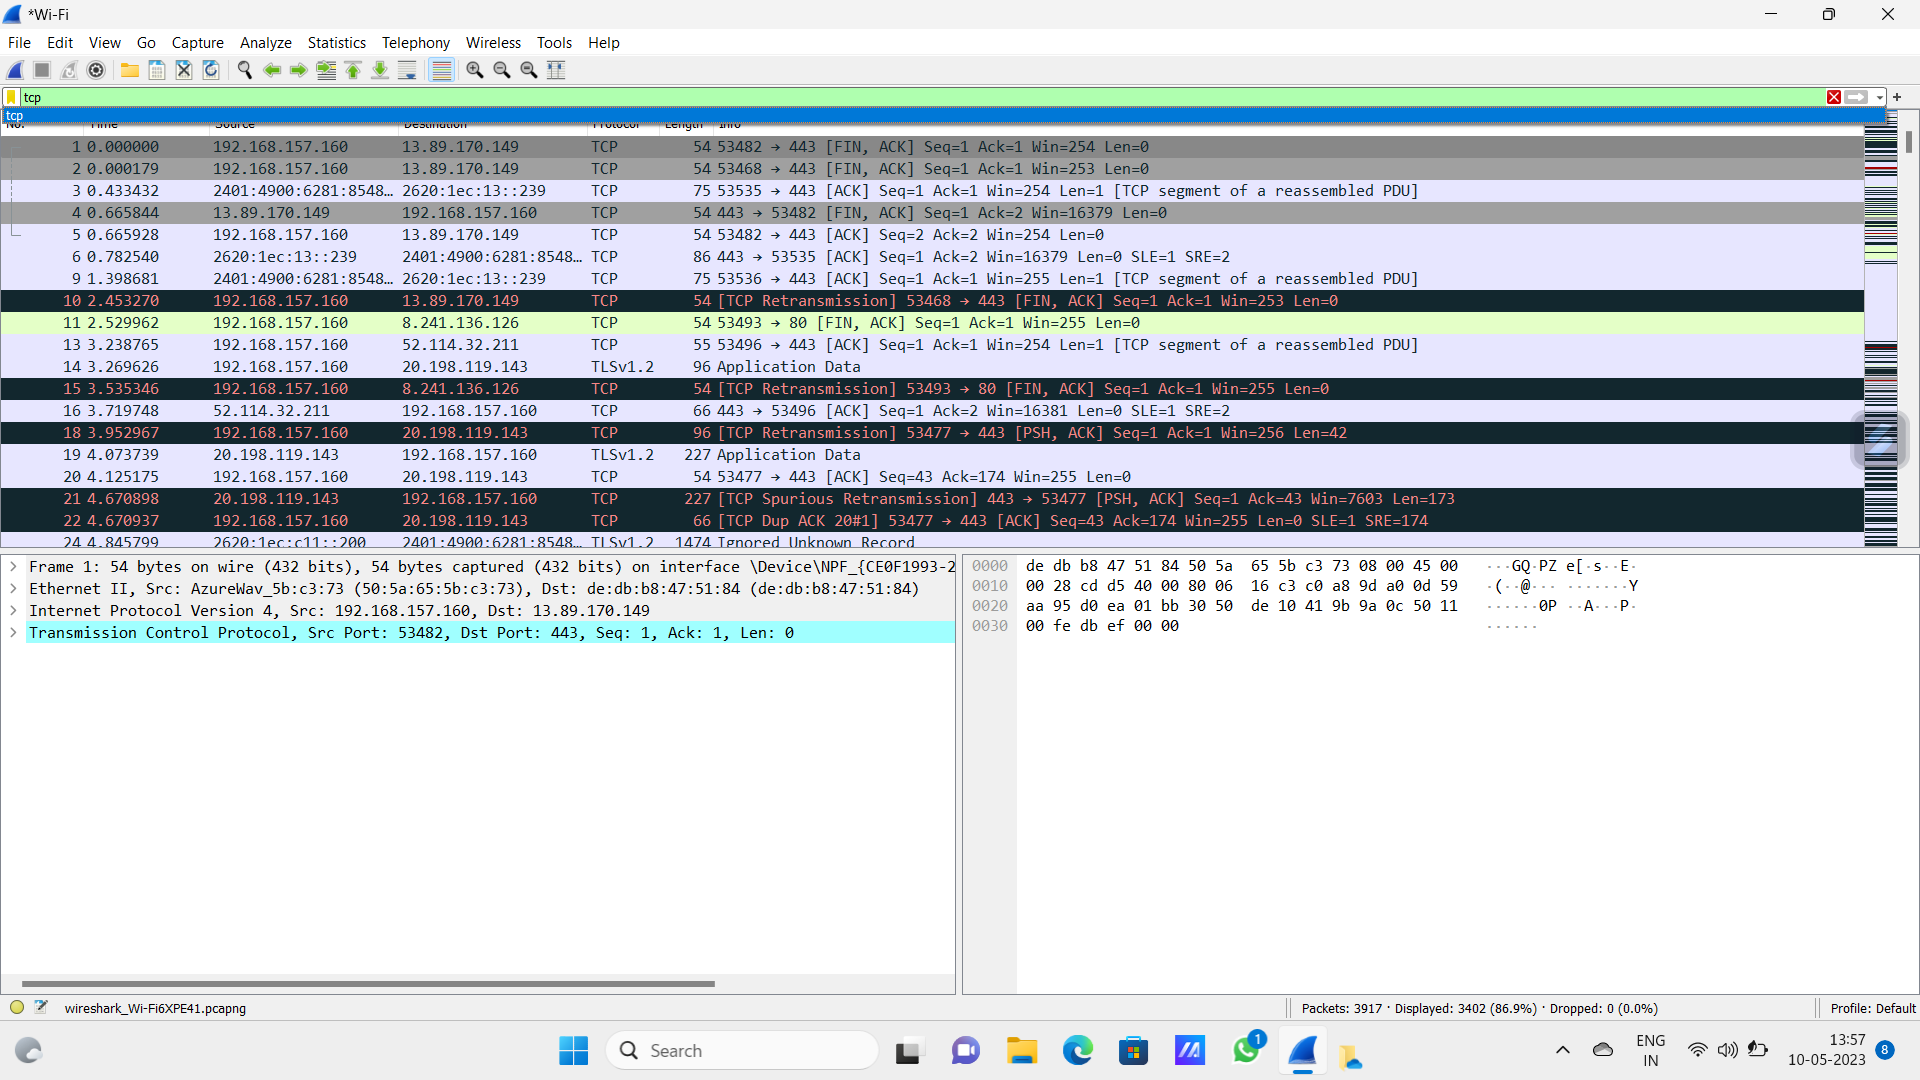 *Wi-Fi
File Edit View Go Capture Analyze Statistics Telephony Wireless Tools Help
tcp
tcp
No. Time Source Destination Protocol Length Info
1 0.000000 192.168.157.160 13.89.170.149 TCP 54 53482 → 443 [FIN, ACK] Seq=1 Ack=1 Win=254 Len=0
2 0.000179 192.168.157.160 13.89.170.149 TCP 54 53468 → 443 [FIN, ACK] Seq=1 Ack=1 Win=253 Len=0
3 0.433432 2401:4900:6281:8548… 2620:1ec:13::239 TCP 75 53535 → 443 [ACK] Seq=1 Ack=1 Win=254 Len=1 [TCP segment of a reassembled PDU]
4 0.665844 13.89.170.149 192.168.157.160 TCP 54 443 → 53482 [FIN, ACK] Seq=1 Ack=2 Win=16379 Len=0
5 0.665928 192.168.157.160 13.89.170.149 TCP 54 53482 → 443 [ACK] Seq=2 Ack=2 Win=254 Len=0
6 0.782540 2620:1ec:13::239 2401:4900:6281:8548… TCP 86 443 → 53535 [ACK] Seq=1 Ack=2 Win=16379 Len=0 SLE=1 SRE=2
9 1.398681 2401:4900:6281:8548… 2620:1ec:13::239 TCP 75 53536 → 443 [ACK] Seq=1 Ack=1 Win=255 Len=1 [TCP segment of a reassembled PDU]
10 2.453270 192.168.157.160 13.89.170.149 TCP 54 [TCP Retransmission] 53468 → 443 [FIN, ACK] Seq=1 Ack=1 Win=253 Len=0
11 2.529962 192.168.157.160 8.241.136.126 TCP 54 53493 → 80 [FIN, ACK] Seq=1 Ack=1 Win=255 Len=0
13 3.238765 192.168.157.160 52.114.32.211 TCP 55 53496 → 443 [ACK] Seq=1 Ack=1 Win=254 Len=1 [TCP segment of a reassembled PDU]
14 3.269626 192.168.157.160 20.198.119.143 TLSv1.2 96 Application Data
15 3.535346 192.168.157.160 8.241.136.126 TCP 54 [TCP Retransmission] 53493 → 80 [FIN, ACK] Seq=1 Ack=1 Win=255 Len=0
16 3.719748 52.114.32.211 192.168.157.160 TCP 66 443 → 53496 [ACK] Seq=1 Ack=2 Win=16381 Len=0 SLE=1 SRE=2
18 3.952967 192.168.157.160 20.198.119.143 TCP 96 [TCP Retransmission] 53477 → 443 [PSH, ACK] Seq=1 Ack=1 Win=256 Len=42
19 4.073739 20.198.119.143 192.168.157.160 TLSv1.2 227 Application Data
20 4.125175 192.168.157.160 20.198.119.143 TCP 54 53477 → 443 [ACK] Seq=43 Ack=174 Win=255 Len=0
21 4.670898 20.198.119.143 192.168.157.160 TCP 227 [TCP Spurious Retransmission] 443 → 53477 [PSH, ACK] Seq=1 Ack=43 Win=7603 Len=173
22 4.670937 192.168.157.160 20.198.119.143 TCP 66 [TCP Dup ACK 20#1] 53477 → 443 [ACK] Seq=43 Ack=174 Win=255 Len=0 SLE=1 SRE=174
24 4.845799 2620:1ec:c11::200 2401:4900:6281:8548… TLSv1.2 1474 Ignored Unknown Record
Frame 1: 54 bytes on wire (432 bits), 54 bytes captured (432 bits) on interface \Device\NPF_{CE0F1993-2
Ethernet II, Src: AzureWav_5b:c3:73 (50:5a:65:5b:c3:73), Dst: de:db:b8:47:51:84 (de:db:b8:47:51:84)
Internet Protocol Version 4, Src: 192.168.157.160, Dst: 13.89.170.149
Transmission Control Protocol, Src Port: 53482, Dst Port: 443, Seq: 1, Ack: 1, Len: 0
0000 de db b8 47 51 84 50 5a 65 5b c3 73 08 00 45 00 ···GQ·PZ e[·s··E·
0010 00 28 cd d5 40 00 80 06 16 c3 c0 a8 9d a0 0d 59 ·(··@··· ·······Y
0020 aa 95 d0 ea 01 bb 30 50 de 10 41 9b 9a 0c 50 11 ······0P ··A···P·
0030 00 fe db ef 00 00 ······
wireshark_Wi-Fi6XPE41.pcapng
Packets: 3917 · Displayed: 3402 (86.9%) · Dropped: 0 (0.0%)
Profile: Default
Search
1
ENG
IN
13:57
10-05-2023
8